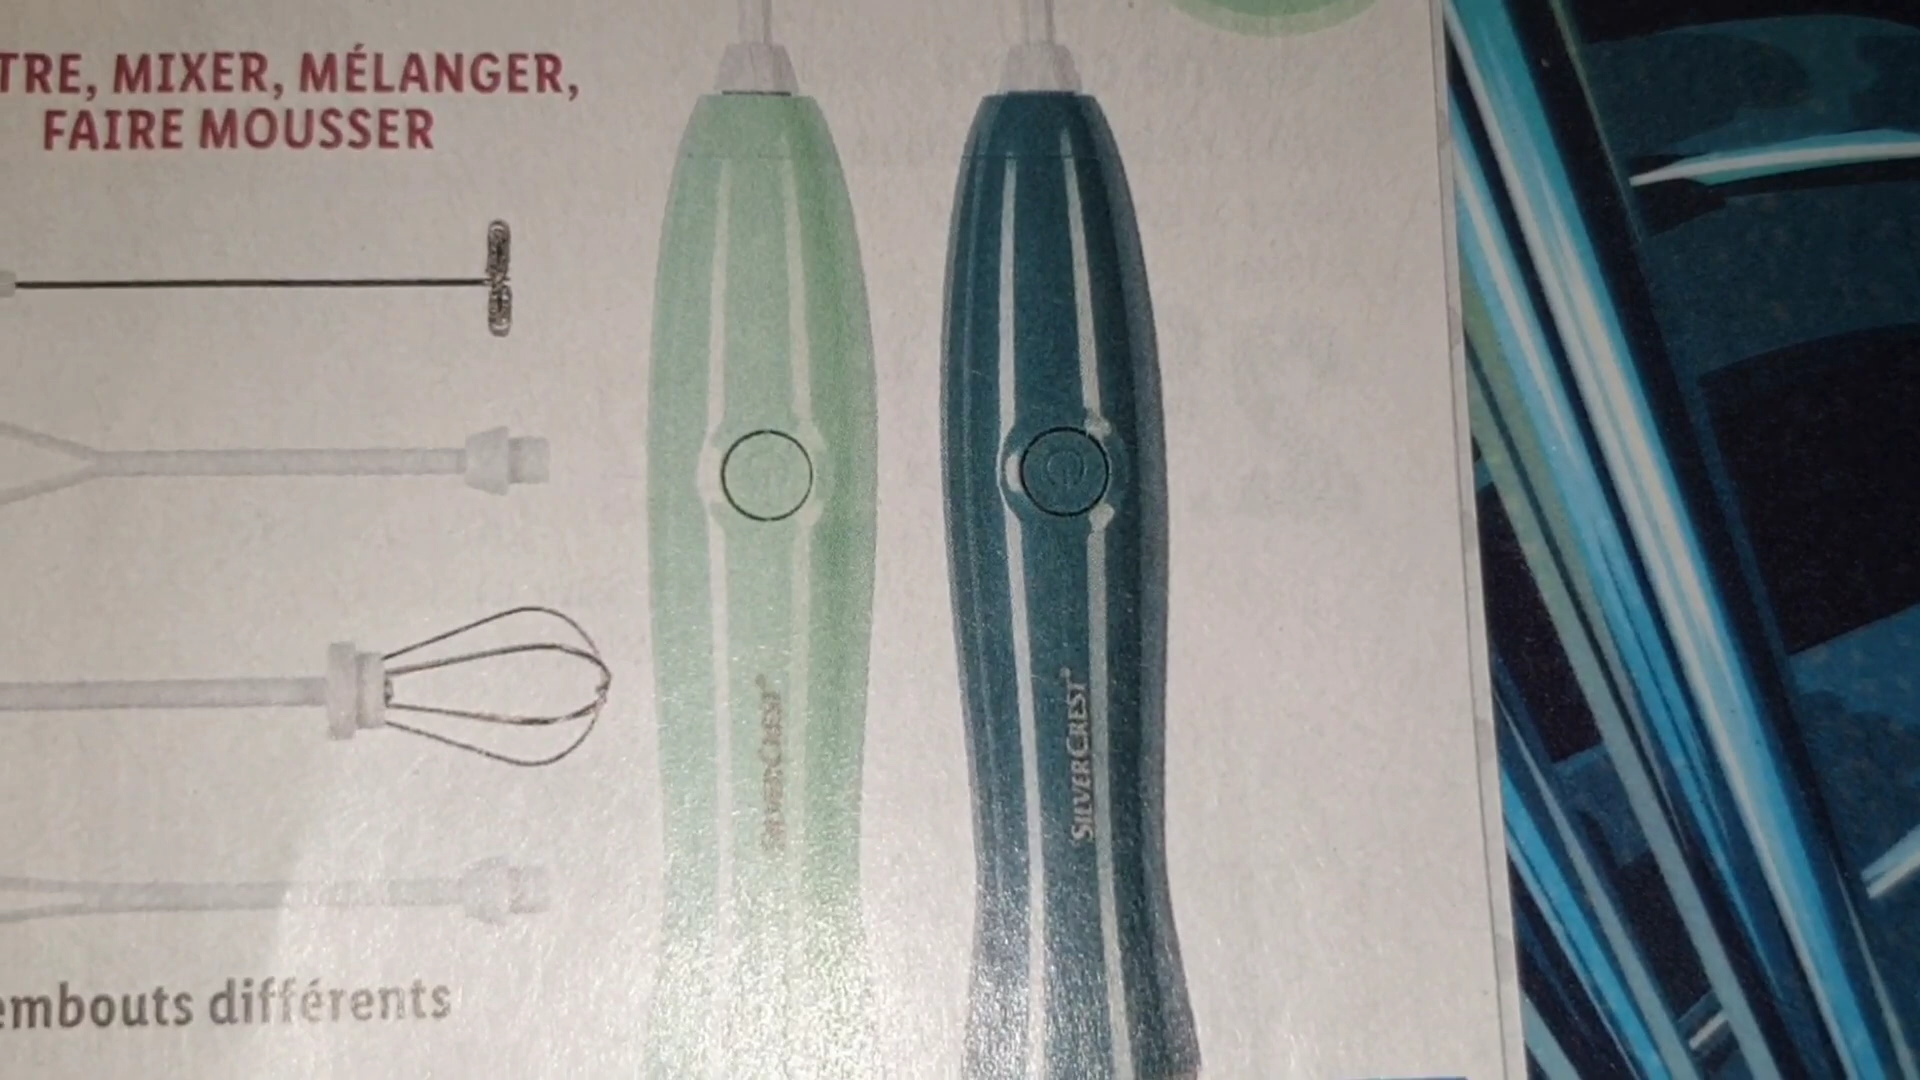 TRE, MIXER, MÉLANGER,
FAIRE MOUSSER
SILVERCREST®
SILVERCREST®
embouts différents